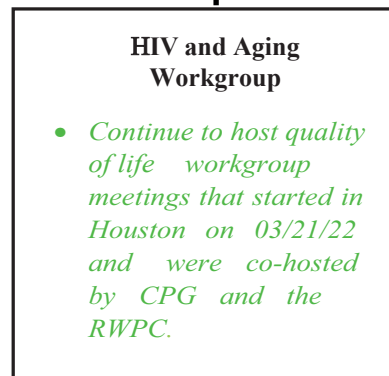 HIV and Aging
Workgroup
• Continue to host quality
of life workgroup
meetings that started in
Houston on 03/21/22
and were co-hosted
by CPG and the
RWPC.